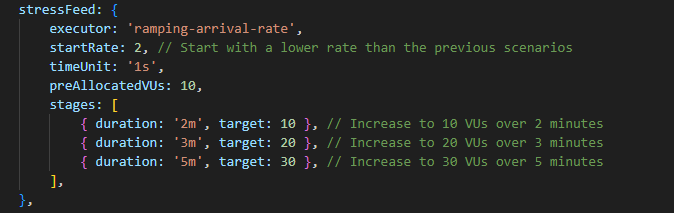 stressFeed: {
executor: 'ramping-arrival-rate',
startRate: 2, // Start with a lower rate than the previous scenarios
timeUnit: '1s',
preAllocatedVUs: 10,
stages: [
{ duration: '2m', target: 10 }, // Increase to 10 VUs over 2 minutes
{ duration: '3m', target: 20 }, // Increase to 20 VUs over 3 minutes
{ duration: '5m', target: 30 }, // Increase to 30 VUs over 5 minutes
],
},